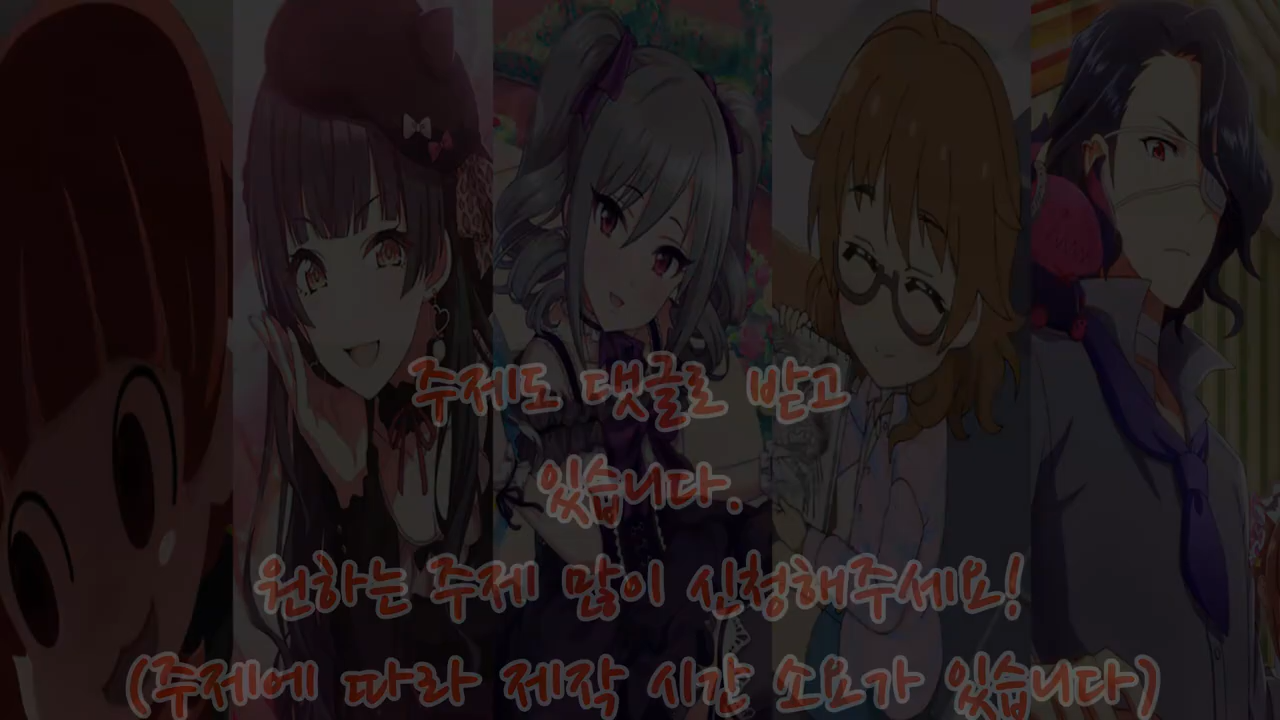 주제도 댓글로 받고
있습니다.
원하는 주제 많이 신청해주세요!
(주제에 따라 제작 시간 소요가 있습니다)